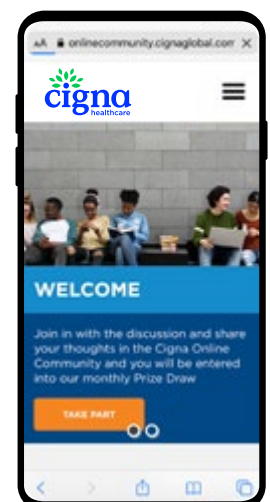 AA onlinecommunity.cignaglobal.com
cigna
healthcare
WELCOME
Join in with the discussion and share
your thoughts in the Cigna Online
Community and you will be entered
into our monthly Prize Draw
TAKE PART